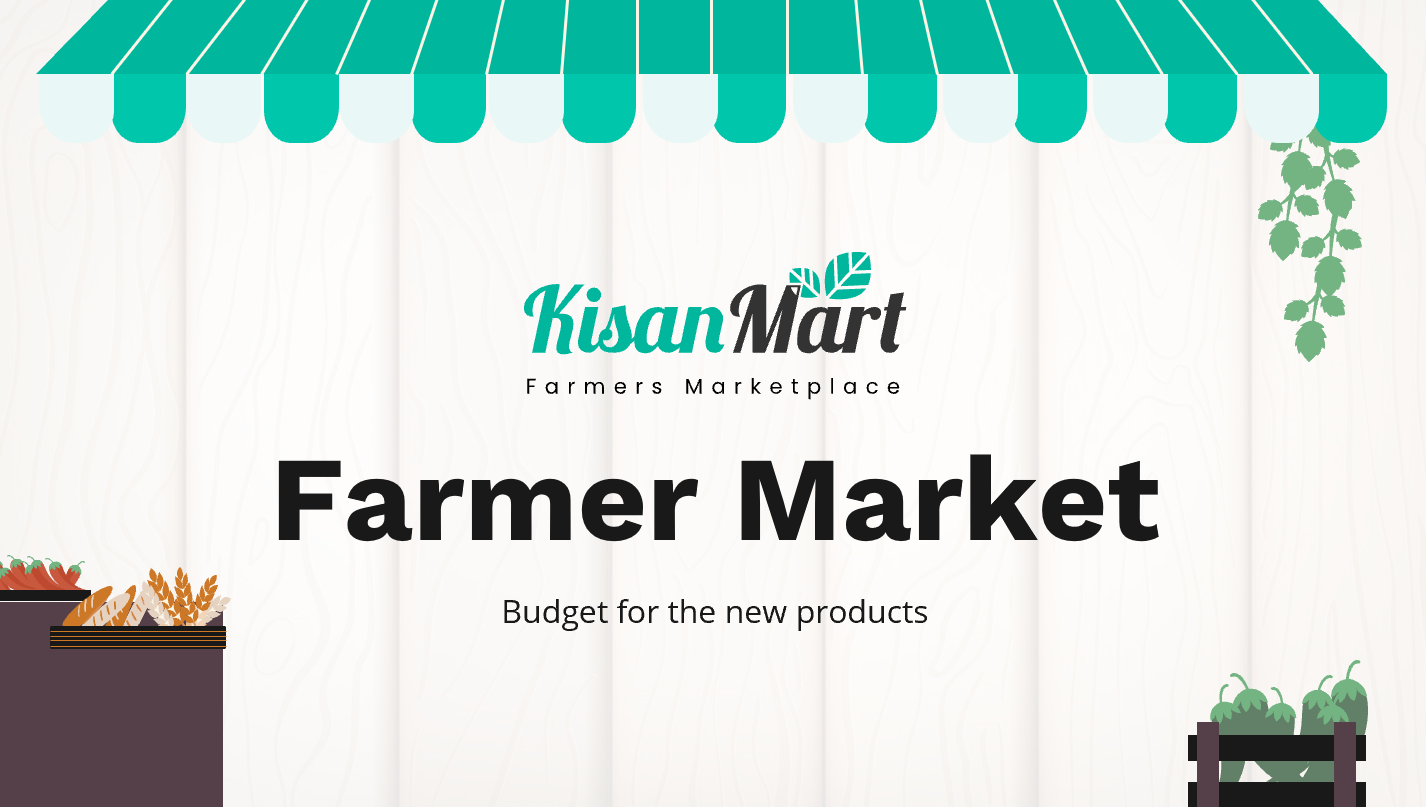 KisanMart
Farmers Marketplace
Farmer Market
Budget for the new products